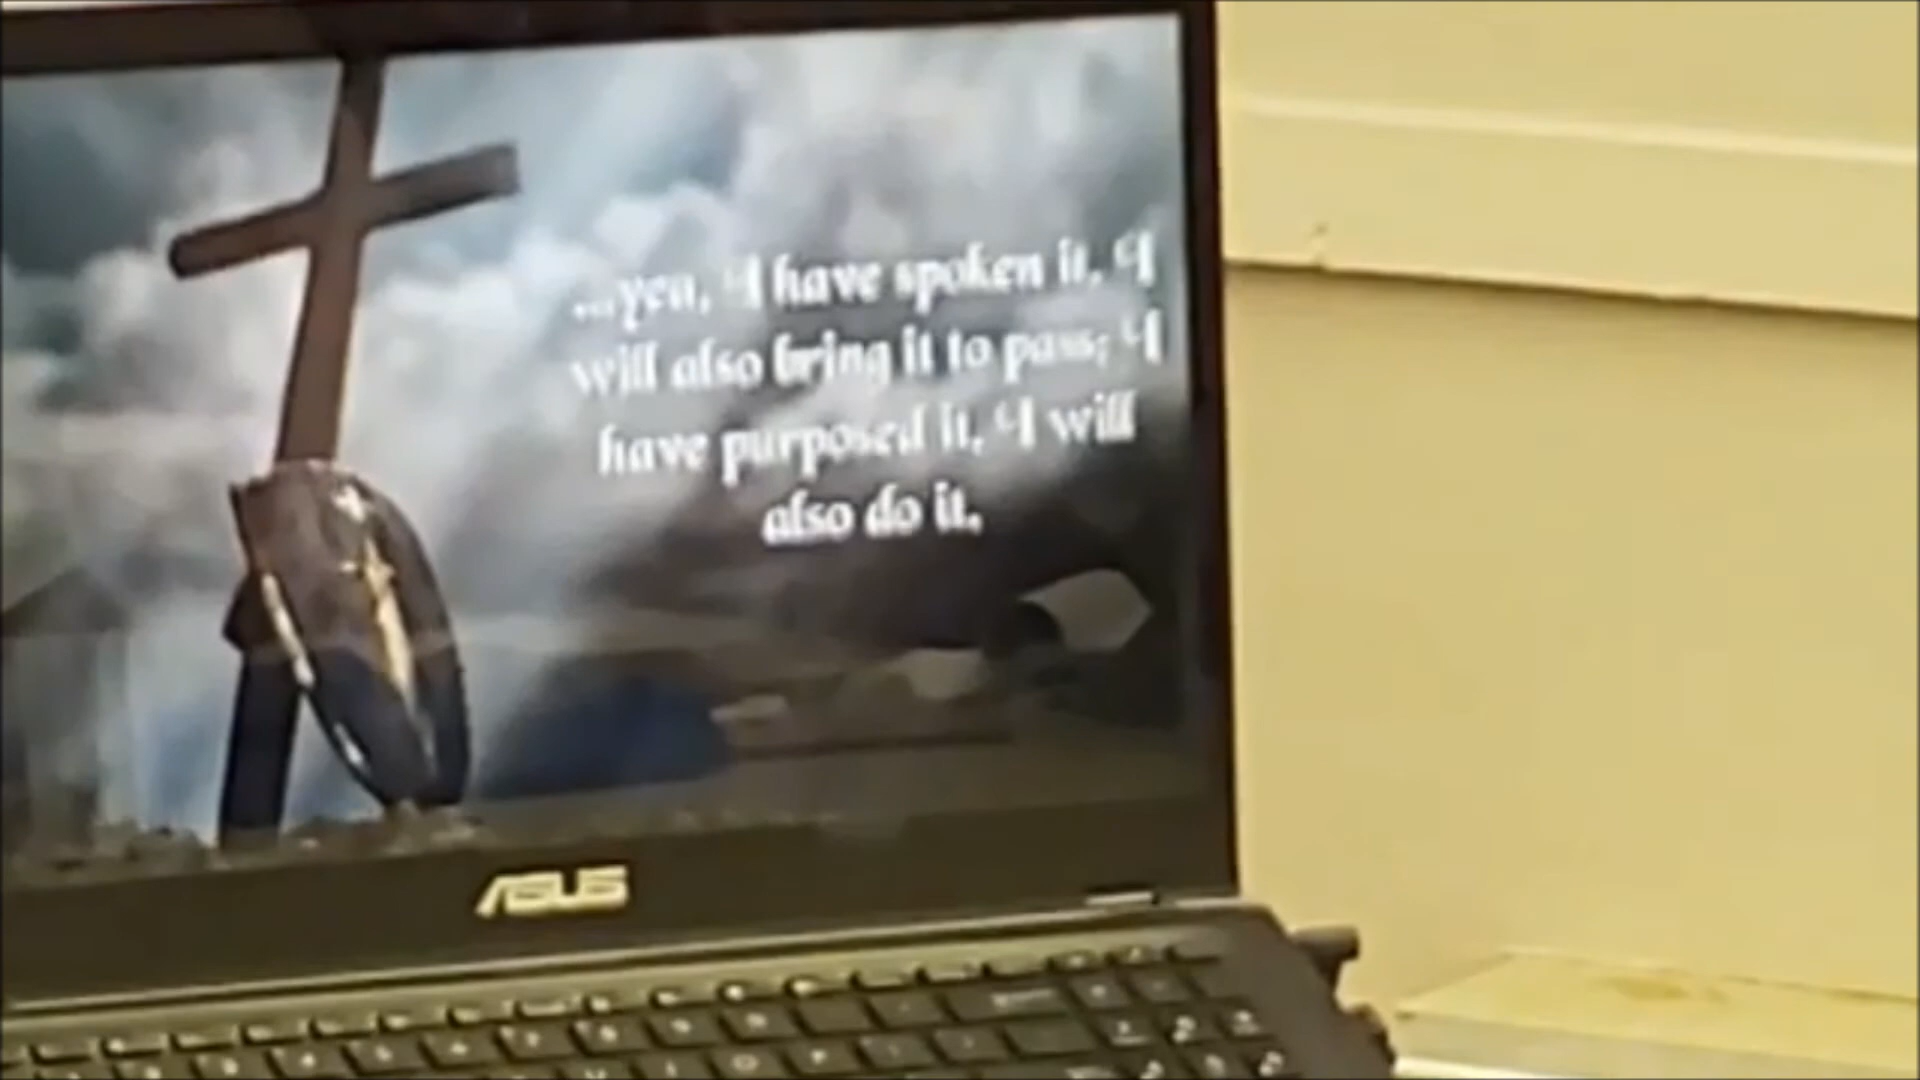 ...yea, I have spoken it, I
will also bring it to pass; I
have purposed it, I will
also do it.
ASUS